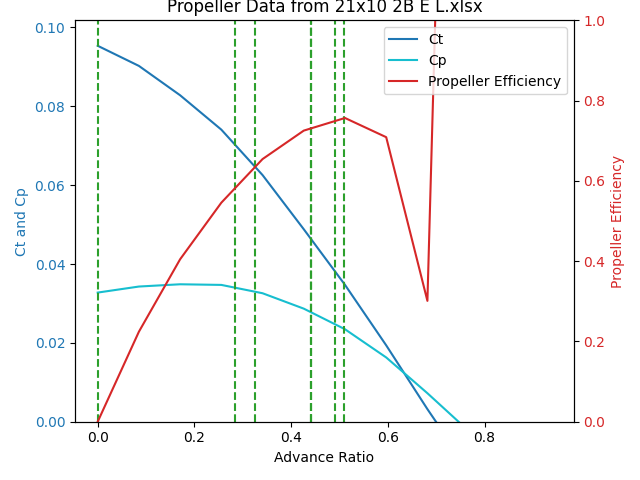 Propeller Data from 21x10 2B E L.xlsx
Ct
Cp
Propeller Efficiency
0.10
0.08
0.06
0.04
0.02
0.00
Ct and Cp
1.0
0.8
0.6
0.4
0.2
0.0
Propeller Efficiency
0.0 0.2 0.4 0.6 0.8
Advance Ratio